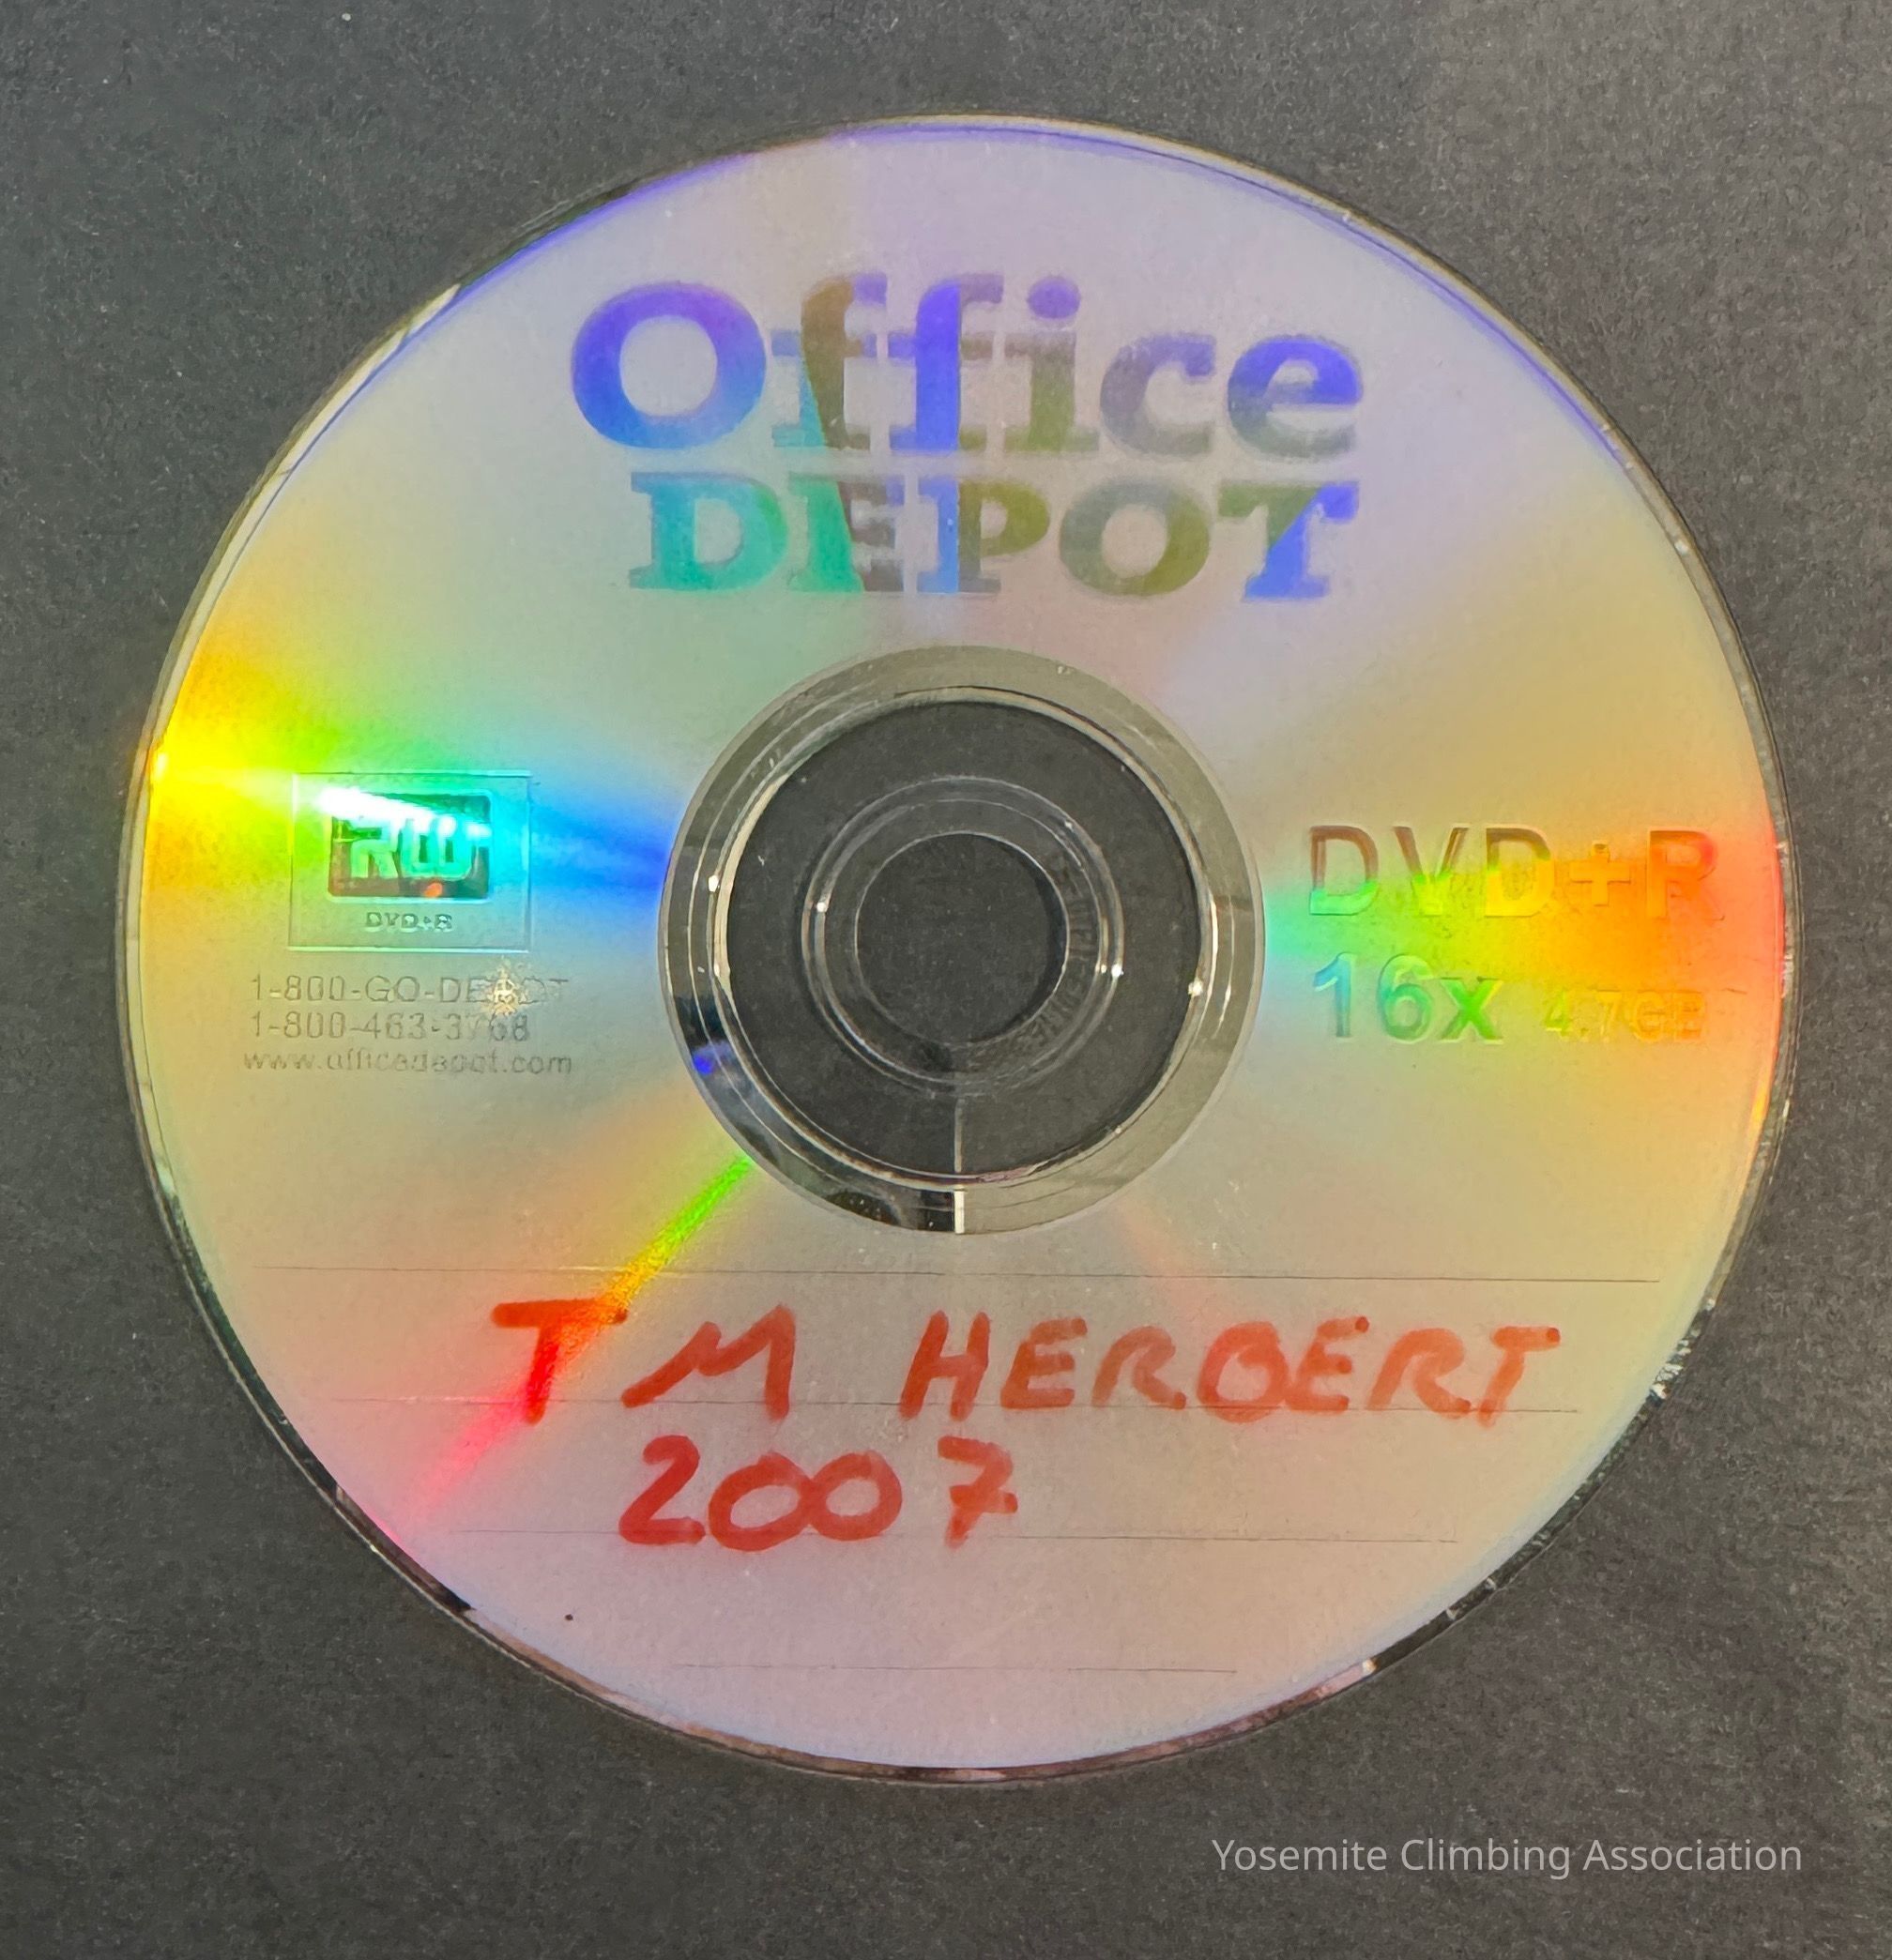 Office
DEPOT
RW
DVD+R
DVD+R
16x 4.7GB
1-800-GO-DEPOT
1-800-463-3768
www.officedepot.com
T M HERBERT
2007
Yosemite Climbing Association